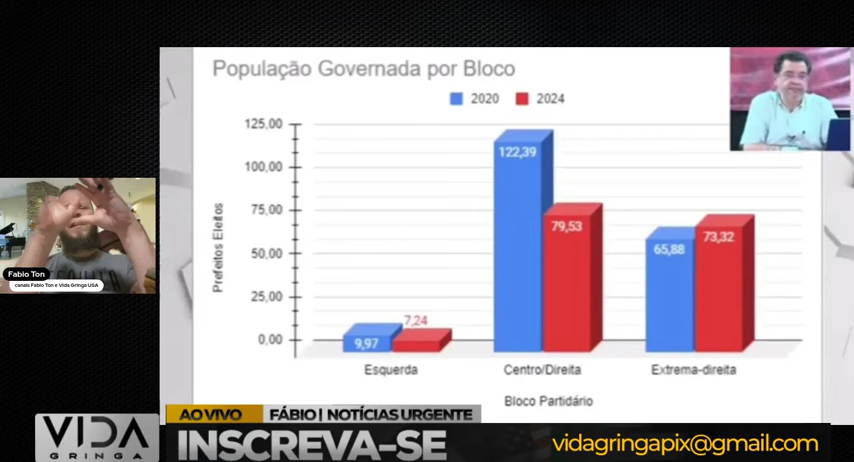 População Governada por Bloco
2020 2024
125,00
100,00
75,00
50,00
25,00
0,00
Prefeitos Eleitos
9,97
7,24
122,39
79,53
65,88
73,32
Esquerda Centro/Direita Extrema-direita
Bloco Partidário
Fabio Ton
canais Fabio Ton e Vida Gringa USA
AO VIVO FÁBIO | NOTÍCIAS URGENTE
VIDA
GRINGA
INSCREVA-SE
vidagringapix@gmail.com